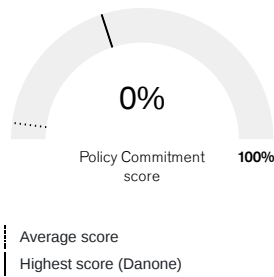 0%
Policy Commitment
score
100%
Average score
Highest score (Danone)